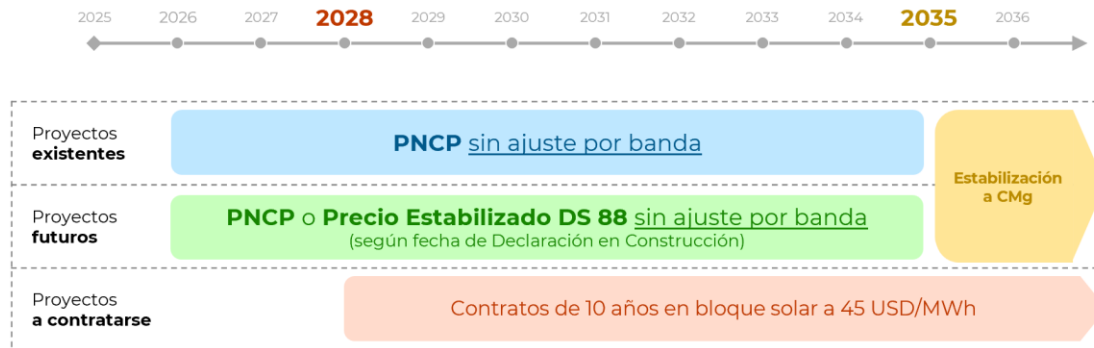 2025 2026 2027 2028 2029 2030 2031 2032 2033 2034 2035 2036
Proyectos
existentes
PNCP sin ajuste por banda
Estabilización
a CMg
Proyectos
futuros
PNCP o Precio Estabilizado DS 88 sin ajuste por banda
(según fecha de Declaración en Construcción)
Proyectos
a contratarse
Contratos de 10 años en bloque solar a 45 USD/MWh